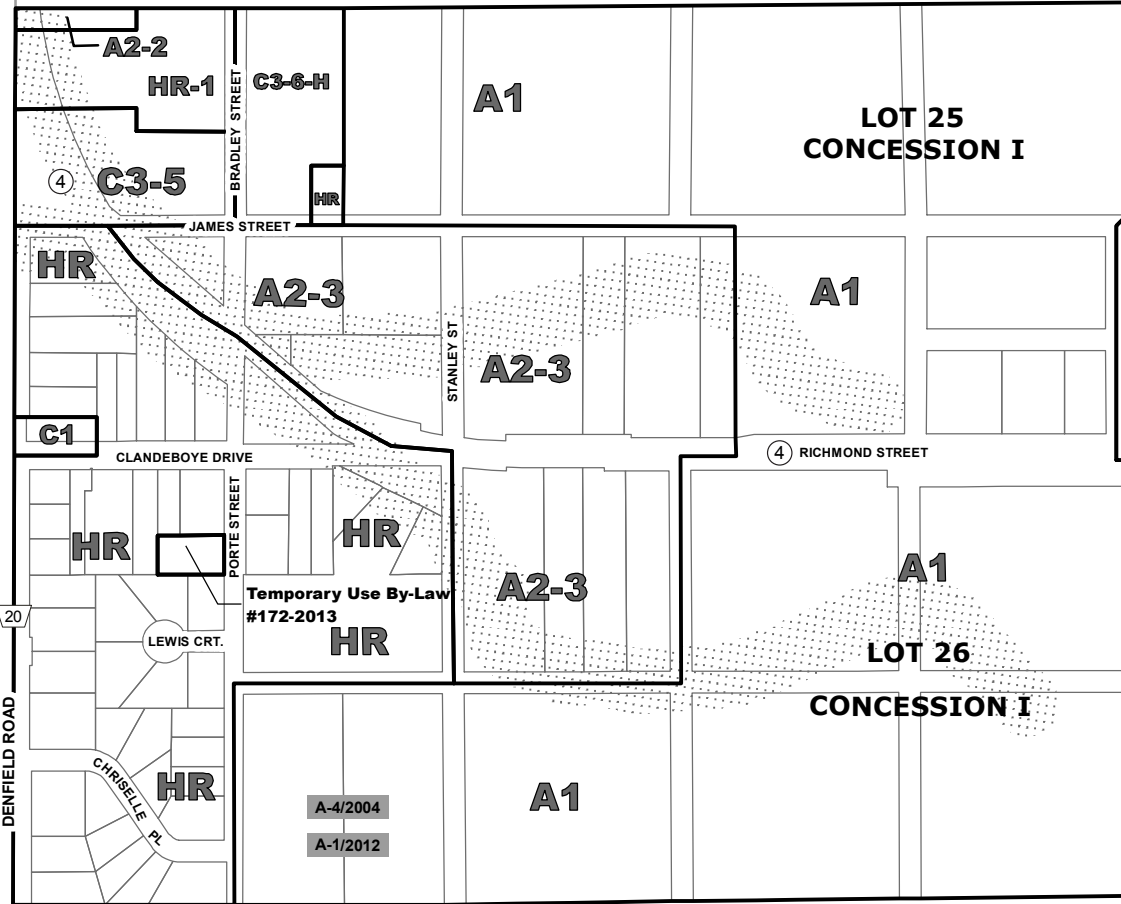 A2-2
HR-1
BRADLEY STREET
C3-6-H
A1
LOT 25
CONCESSION I
4
C3-5
HR
JAMES STREET
HR
A2-3
A1
STANLEY ST
A2-3
C1
CLANDEBOYE DRIVE
4
RICHMOND STREET
HR
PORTE STREET
HR
A1
Temporary Use By-Law
#172-2013
A2-3
20
LEWIS CRT.
HR
LOT 26
CONCESSION I
DENFIELD ROAD
CHRISELLE PL
HR
A1
A-4/2004
A-1/2012